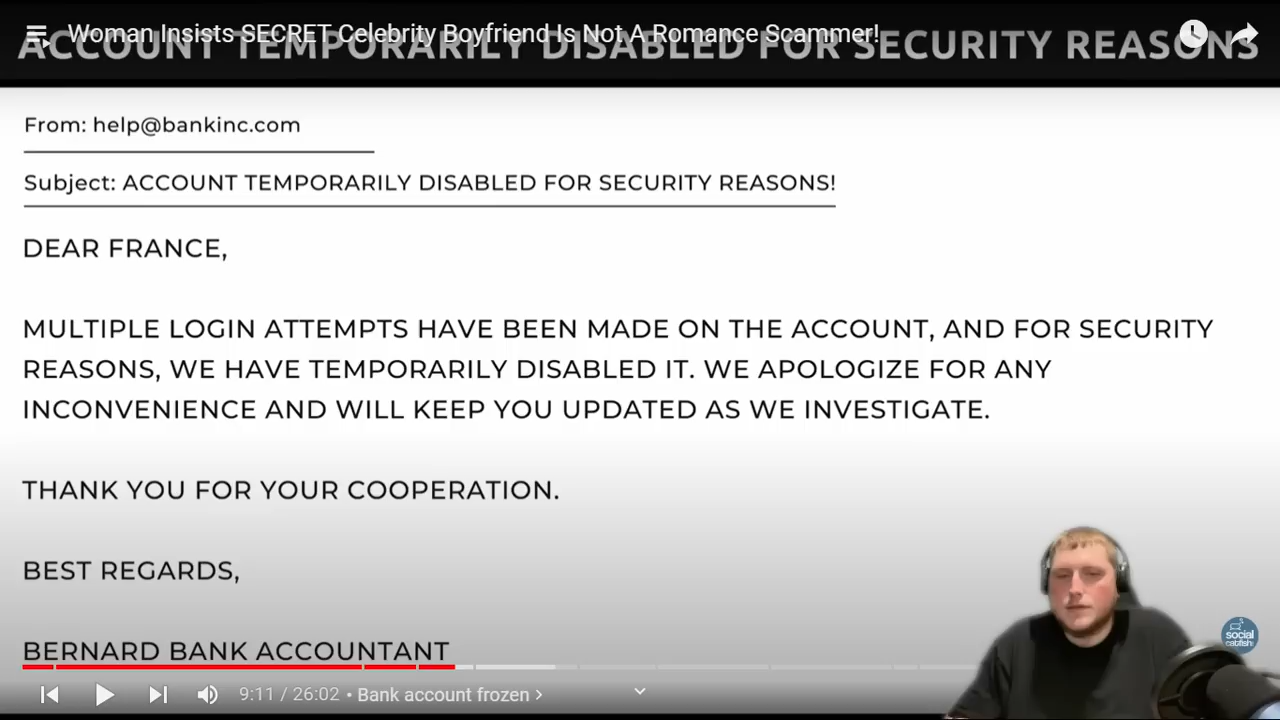 Woman Insists SECRET Celebrity Boyfriend Is Not A Romance Scammer!
ACCOUNT TEMPORARILY DISABLED FOR SECURITY REASONS
From: help@bankinc.com
Subject: ACCOUNT TEMPORARILY DISABLED FOR SECURITY REASONS!
DEAR FRANCE,
MULTIPLE LOGIN ATTEMPTS HAVE BEEN MADE ON THE ACCOUNT, AND FOR SECURITY
REASONS, WE HAVE TEMPORARILY DISABLED IT. WE APOLOGIZE FOR ANY
INCONVENIENCE AND WILL KEEP YOU UPDATED AS WE INVESTIGATE.
THANK YOU FOR YOUR COOPERATION.
BEST REGARDS,
BERNARD BANK ACCOUNTANT
social
catfish
9:11 / 26:02 • Bank account frozen >